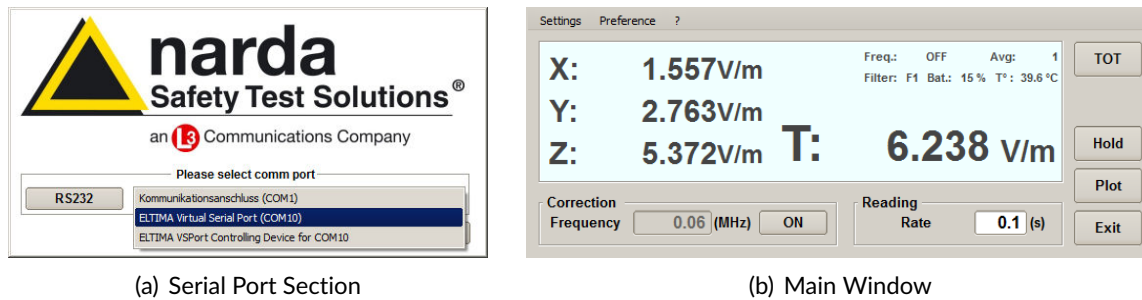 narda
Safety Test Solutions®
an L3 Communications Company
Please select comm port
RS232
Kommunikationsanschluss (COM1)
ELTIMA Virtual Serial Port (COM10)
ELTIMA VSPort Controlling Device for COM10
(a) Serial Port Section
Settings Preference ?
X: 1.557V/m
Freq.: OFF Avg: 1
Filter: F1 Bat.: 15 % T° : 39.6 °C
Y: 2.763V/m
Z: 5.372V/m
T: 6.238 V/m
TOT
Hold
Plot
Exit
Correction
Frequency 0.06 (MHz) ON
Reading
Rate 0.1 (s)
(b) Main Window